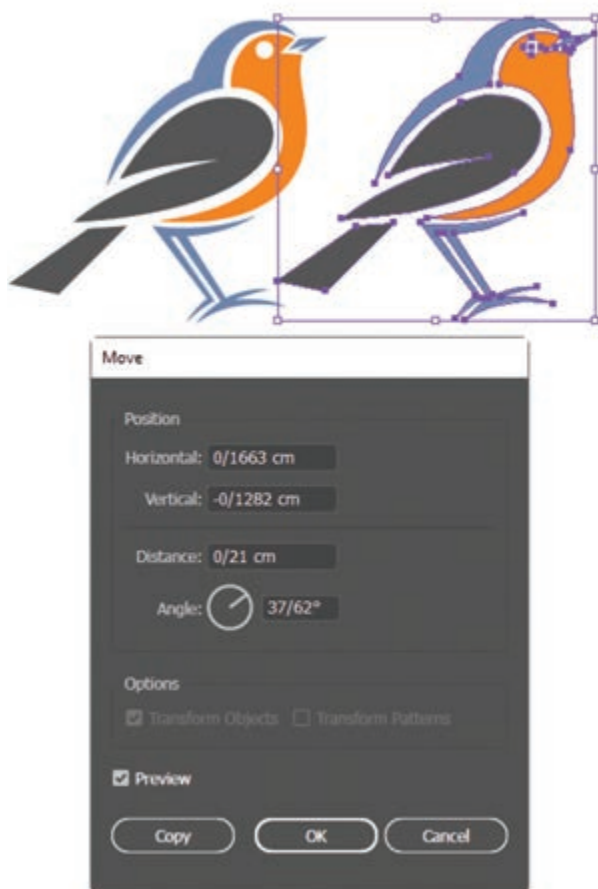 Move
Position
Horizontal: 0/1663 cm
Vertical: -0/1282 cm
Distance: 0/21 cm
Angle: 37/62°
Options
Transform Objects Transform Patterns
Preview
Copy OK Cancel